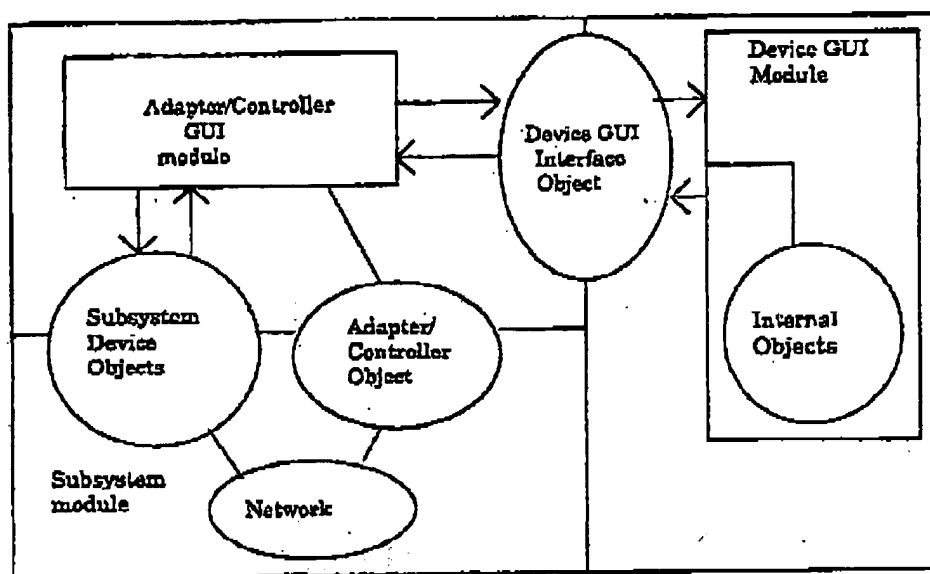 Adaptor/Controller
GUI
modulo
Device GUI
Interface
Object
Device GUI
Module
Subsystem
Device
Objects
Adapter/
Controller
Object
Internal
Objects
Subsystem
module
Network